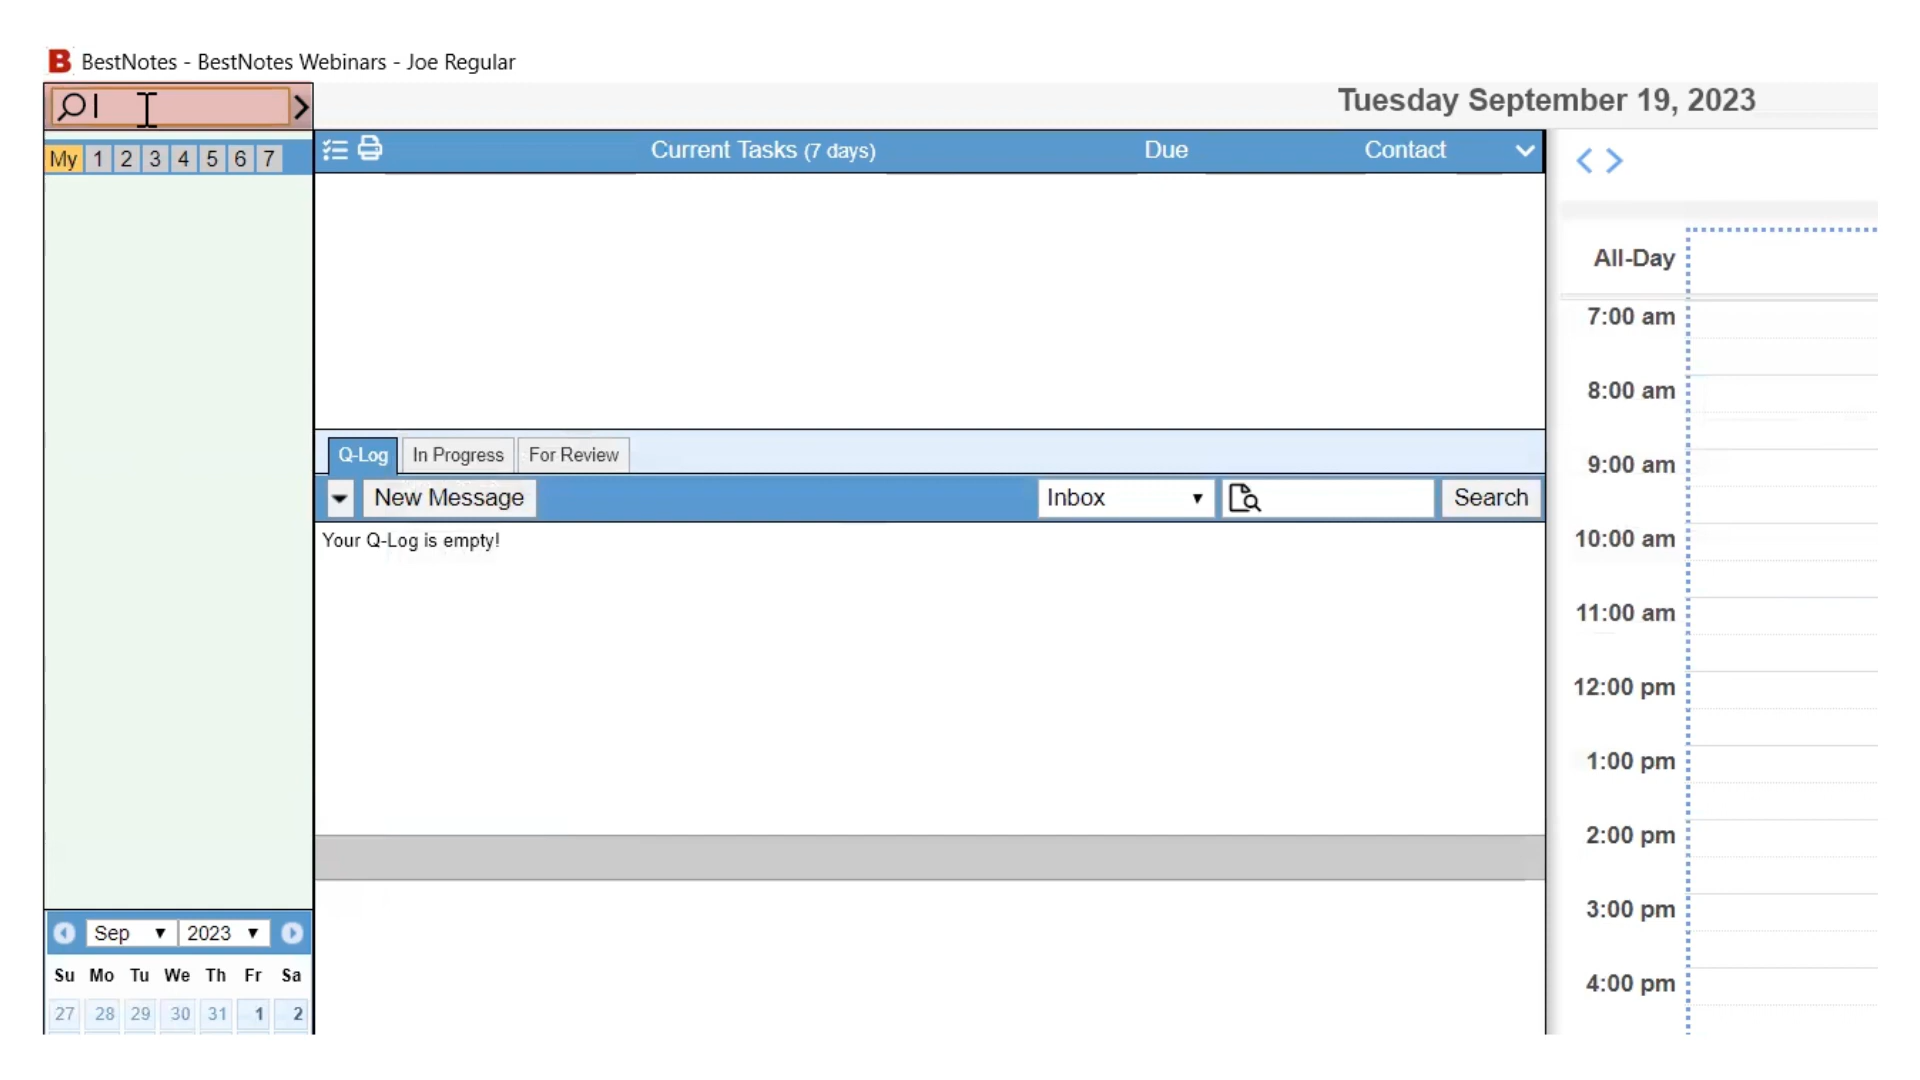 B BestNotes - BestNotes Webinars - Joe Regular
Tuesday September 19, 2023
My 1 2 3 4 5 6 7
Current Tasks (7 days) Due Contact
Q-Log In Progress For Review
New Message Inbox Search
Your Q-Log is empty!
Sep 2023
Su Mo Tu We Th Fr Sa
27 28 29 30 31 1 2
All-Day
7:00 am
8:00 am
9:00 am
10:00 am
11:00 am
12:00 pm
1:00 pm
2:00 pm
3:00 pm
4:00 pm